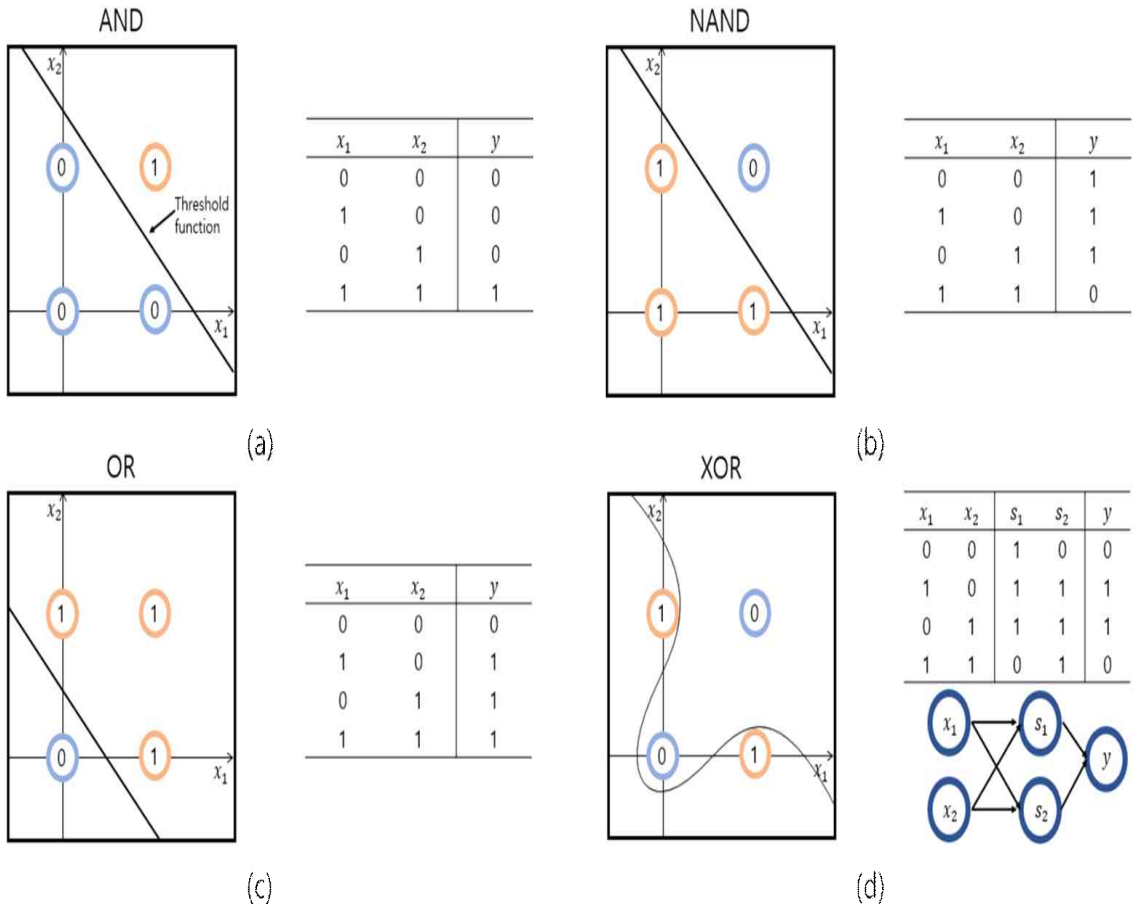 AND
x₂
0 1
Threshold
function
0 0
x₁
x₁ x₂ y
0 0 0
1 0 0
0 1 0
1 1 1
(a)
NAND
x₂
1 0
1 1
x₁
x₁ x₂ y
0 0 1
1 0 1
0 1 1
1 1 0
(b)
OR
x₂
1 1
0 1
x₁
x₁ x₂ y
0 0 0
1 0 1
0 1 1
1 1 1
(c)
XOR
x₂
1 0
0 1
x₁
x₁ x₂ s₁ s₂ y
0 0 1 0 0
1 0 1 1 1
0 1 1 1 1
1 1 0 1 0
x₁ s₁
y
x₂ s₂
(d)